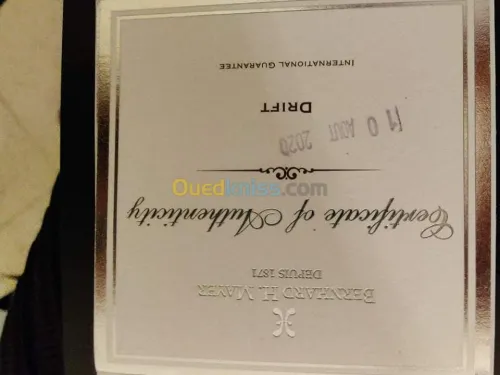 BERNHARD H. MAYER
DEPUIS 1871
Certificate of Authenticity
Ouedkniss.com
10 AOUT 2020
DRIFT
INTERNATIONAL GUARANTEE